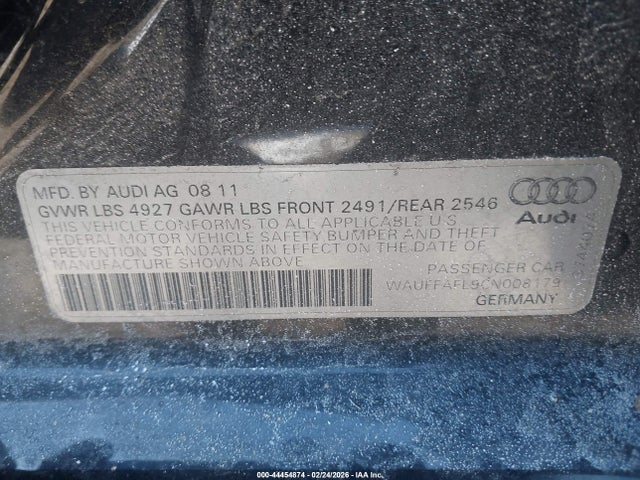 MFD. BY AUDI AG 08 11
GVWR LBS 4927 GAWR LBS FRONT 2491/REAR 2546
THIS VEHICLE CONFORMS TO ALL APPLICABLE U.S.
FEDERAL MOTOR VEHICLE SAFETY BUMPER AND THEFT
PREVENTION STANDARDS IN EFFECT ON THE DATE OF
MANUFACTURE SHOWN ABOVE
Audi
PASSENGER CAR
WAUFFAFL9CN008179
GERMANY
000-44454874 | 02/24/2026 | COPART.COM